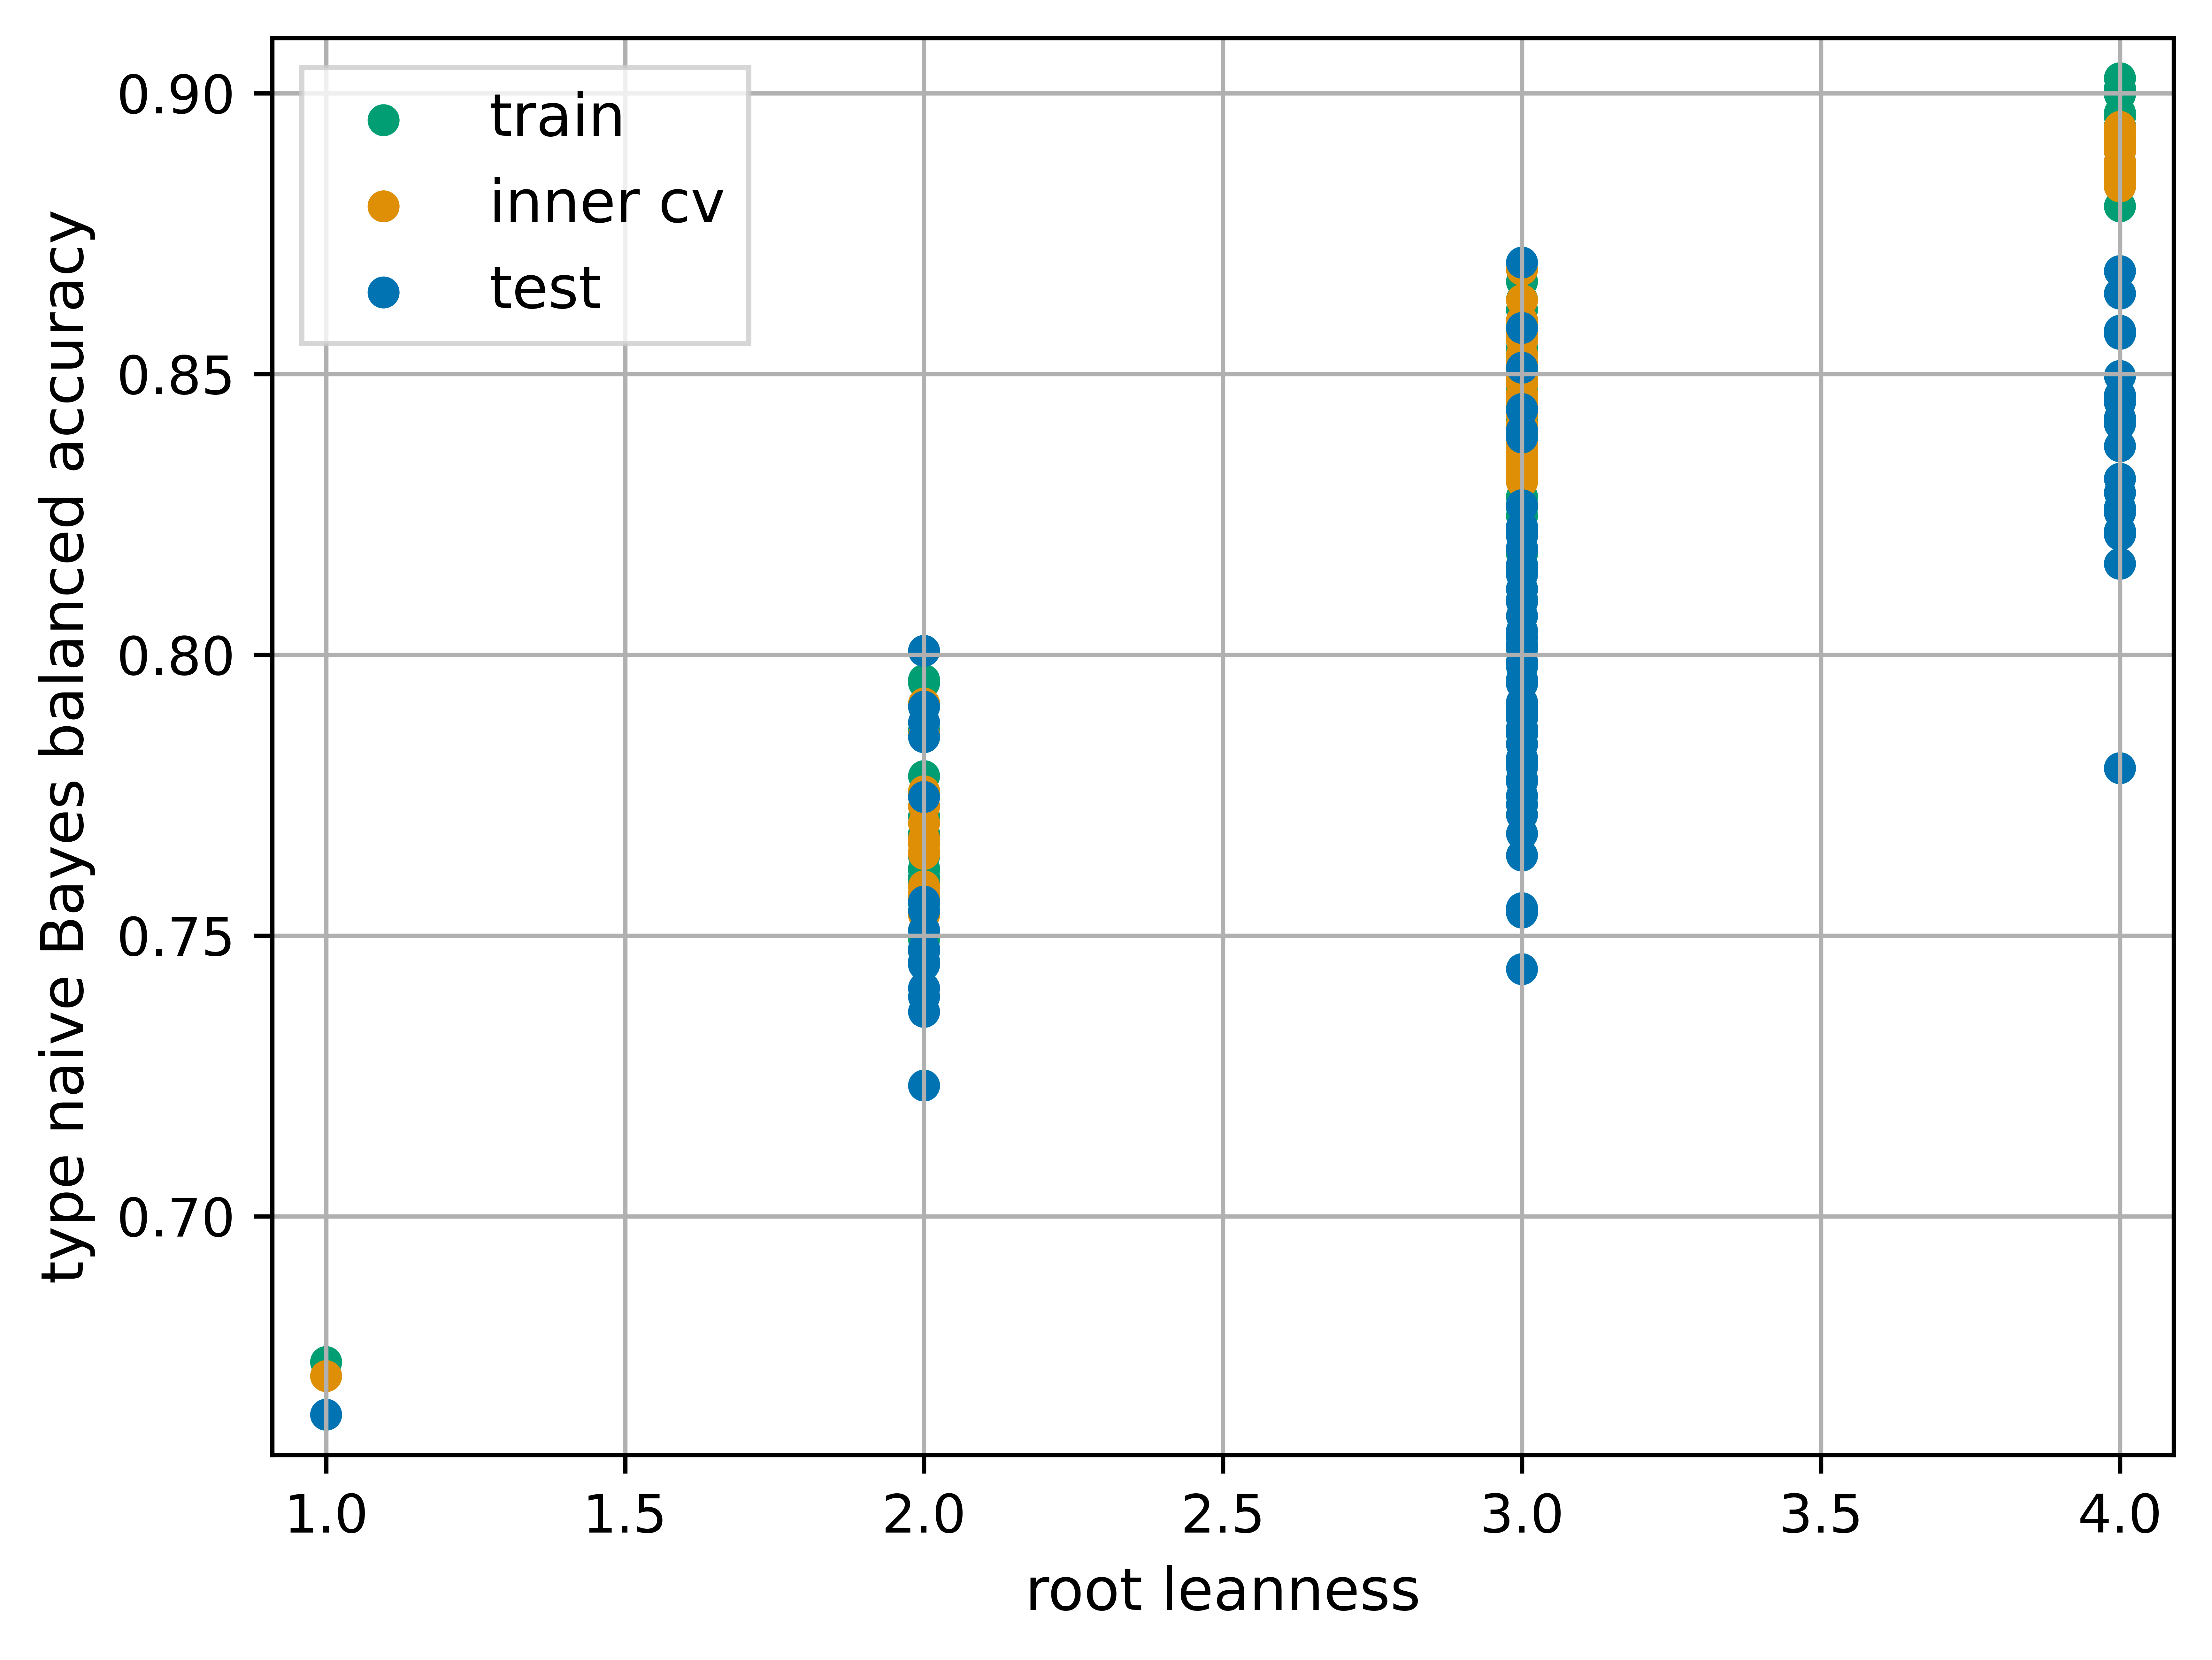 train
inner cv
test
0.90
0.85
0.80
0.75
0.70
type naive Bayes balanced accuracy
1.0 1.5 2.0 2.5 3.0 3.5 4.0
root leanness